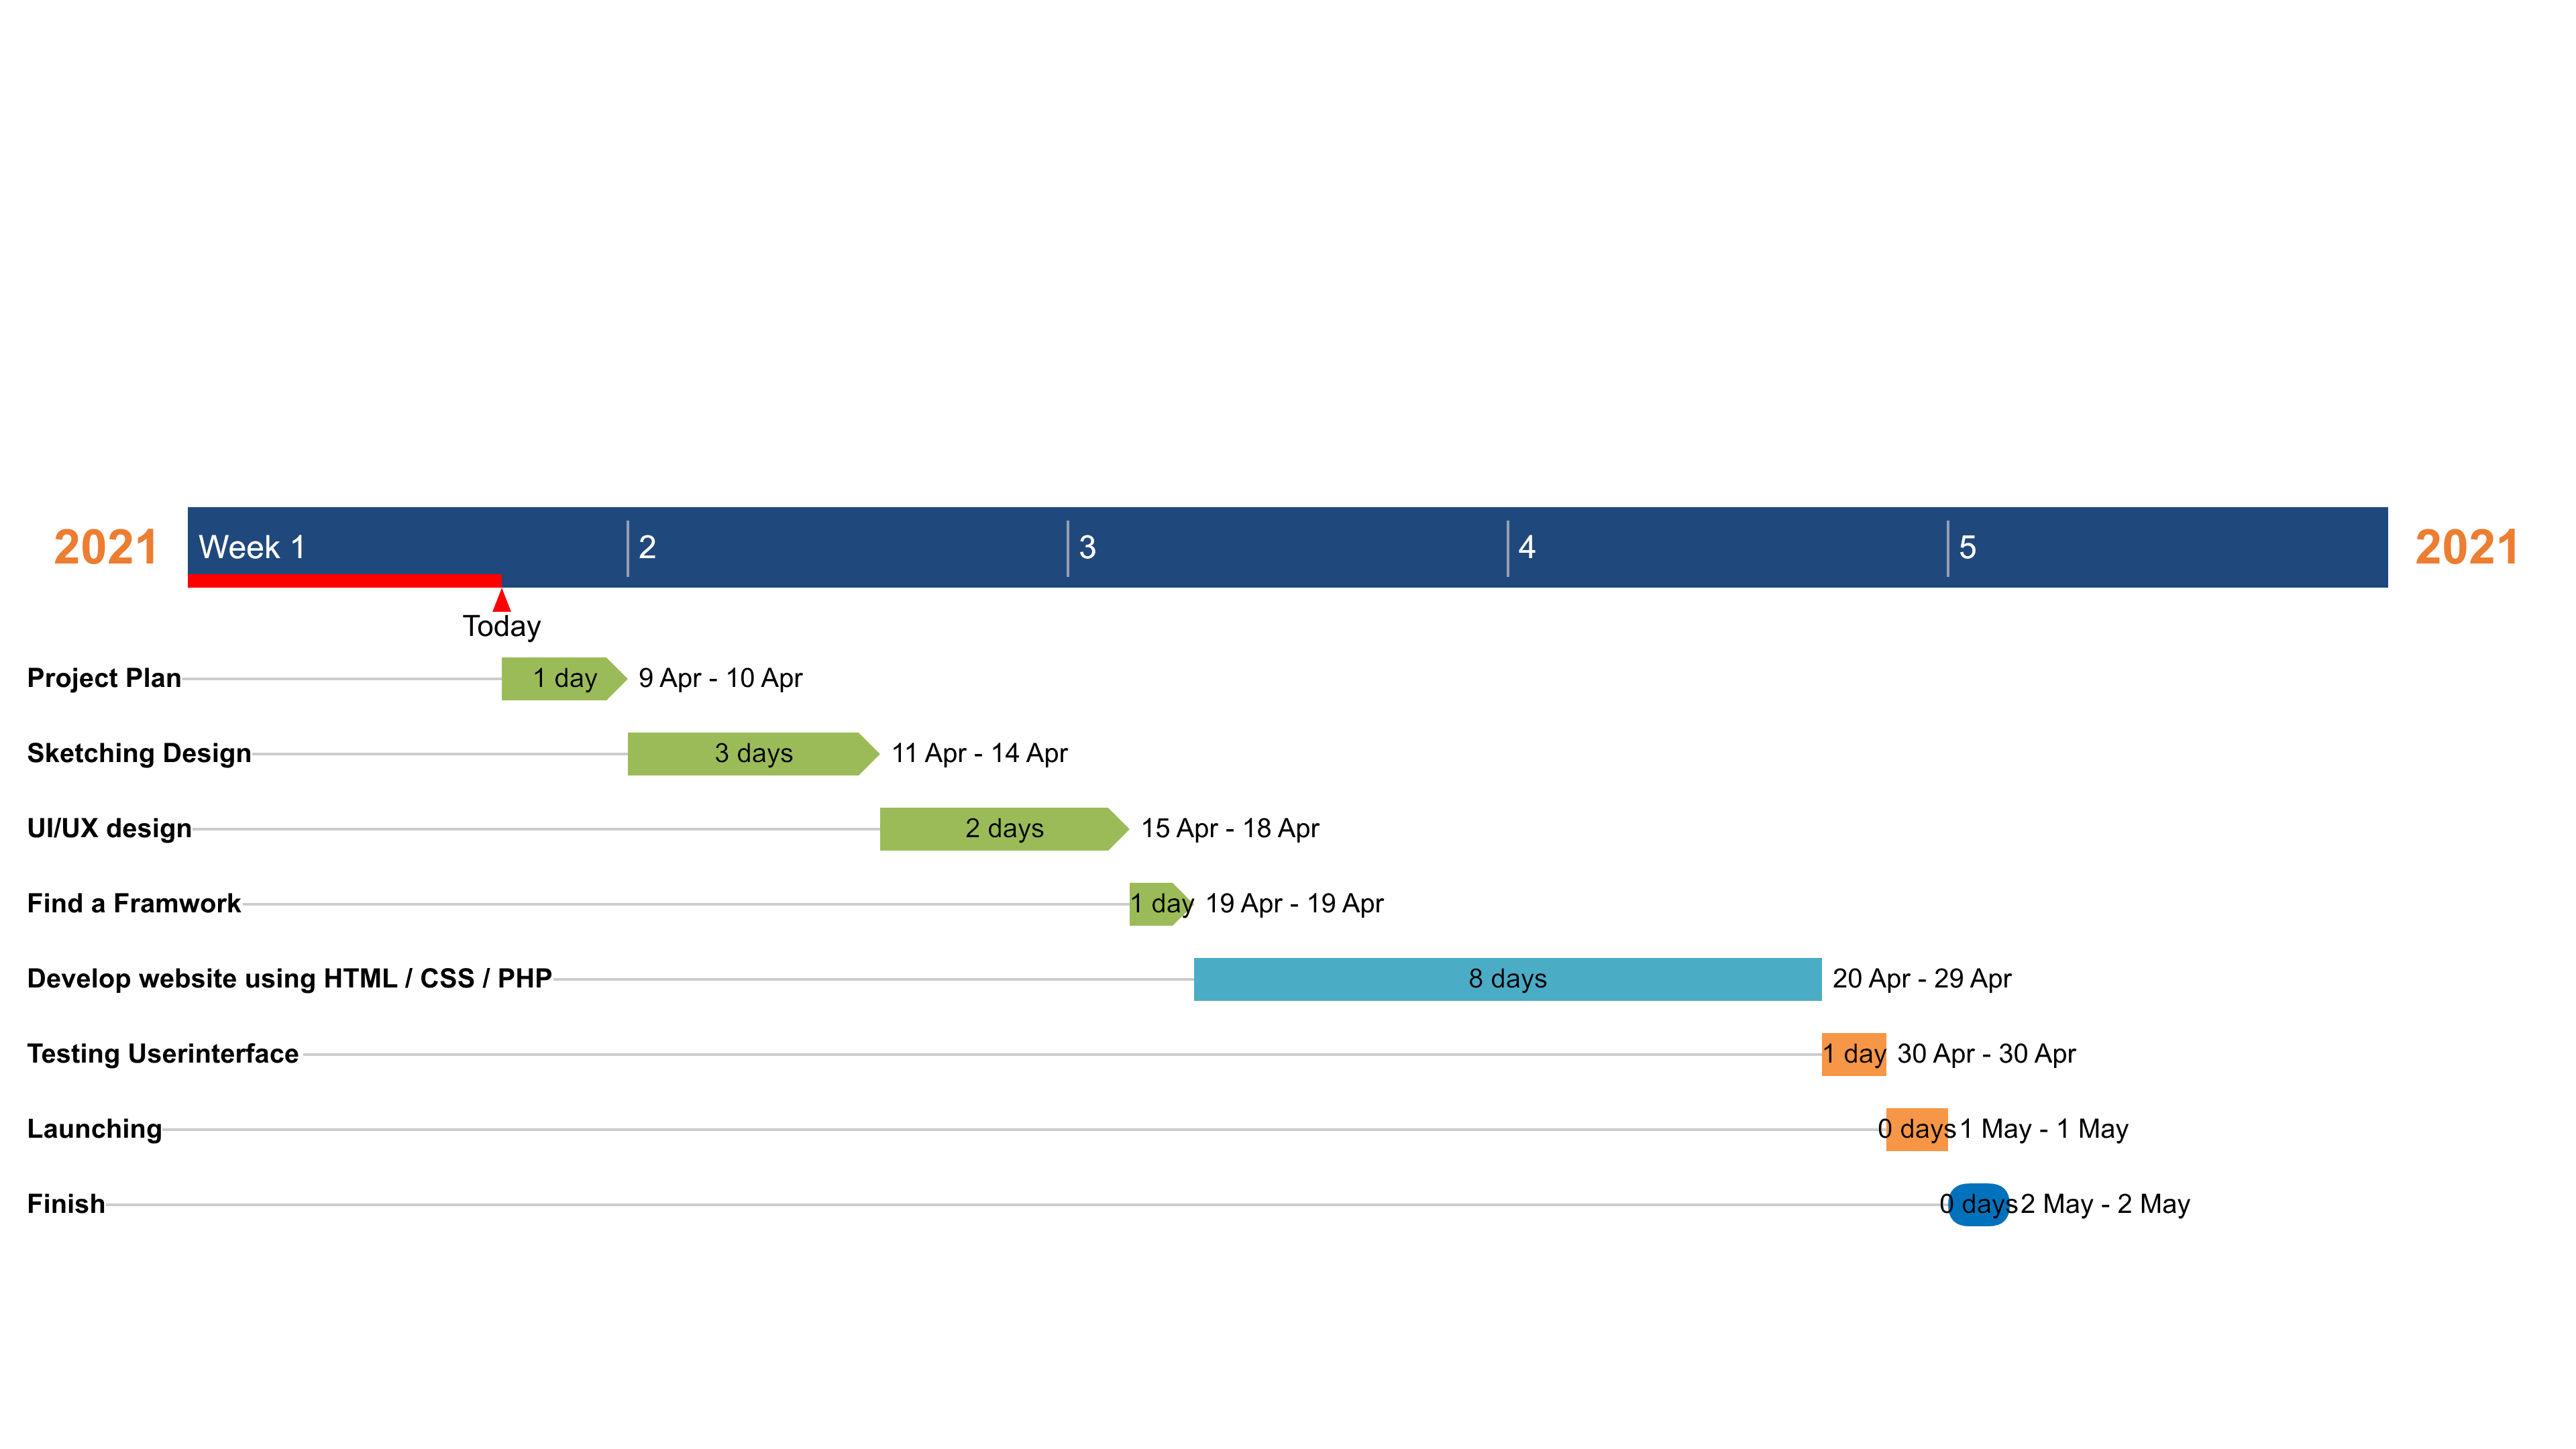 2021 Week 1 2 3 4 5 2021
Today
Project Plan 1 day 9 Apr - 10 Apr
Sketching Design 3 days 11 Apr - 14 Apr
UI/UX design 2 days 15 Apr - 18 Apr
Find a Framwork 1 day 19 Apr - 19 Apr
Develop website using HTML / CSS / PHP 8 days 20 Apr - 29 Apr
Testing Userinterface 1 day 30 Apr - 30 Apr
Launching 0 days 1 May - 1 May
Finish 0 days 2 May - 2 May